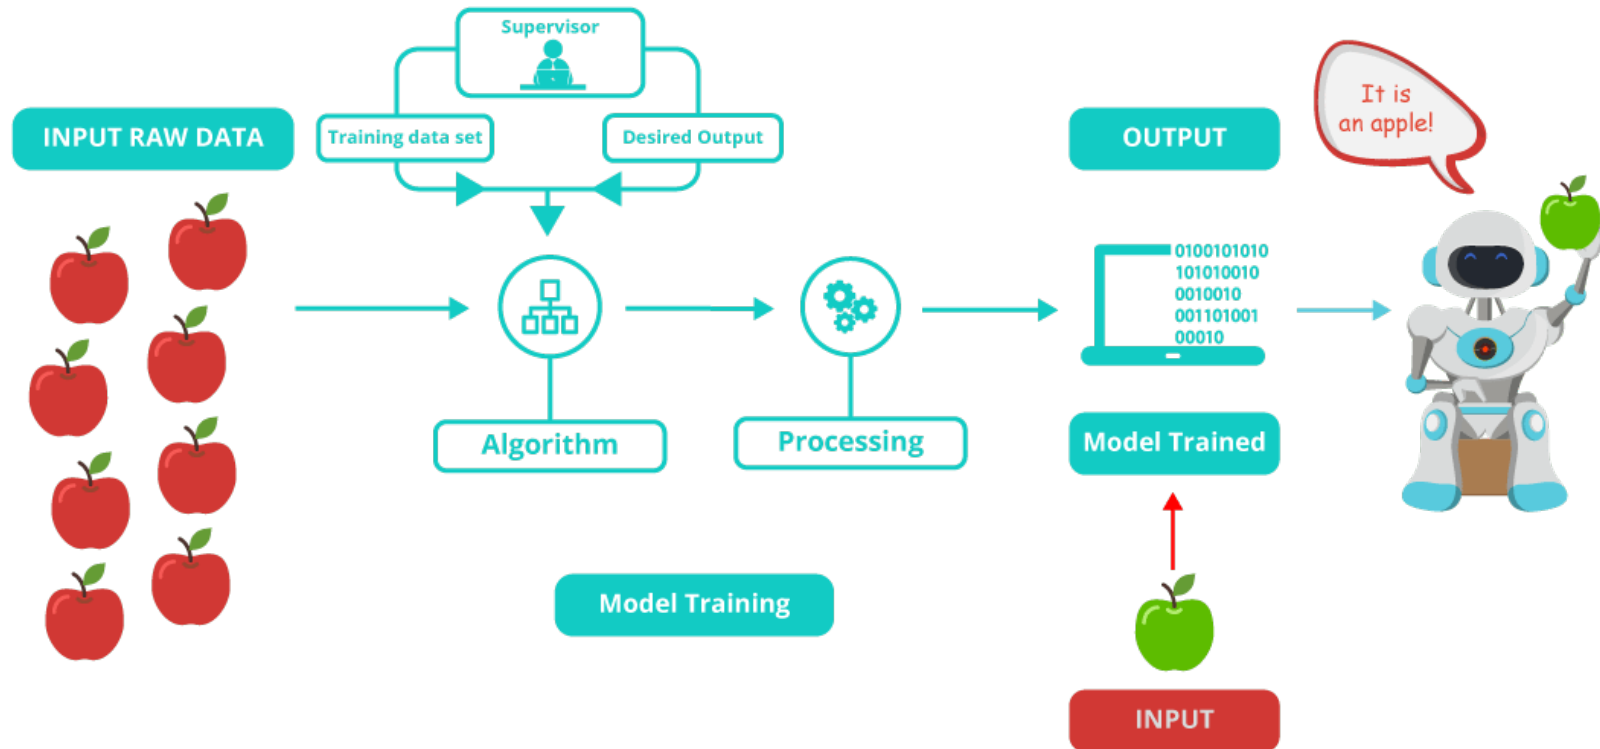 Supervisor
INPUT RAW DATA
Training data set
Desired Output
OUTPUT
It is
an apple!
0100101010
101010010
0010010
001101001
00010
Algorithm
Processing
Model Trained
Model Training
INPUT